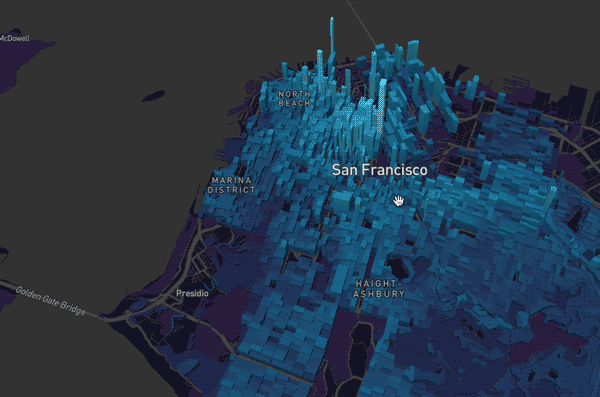 McDowell
NORTH
BEACH
San Francisco
MARINA
DISTRICT
HAIGHT-
ASHBURY
Presidio
Golden Gate Bridge